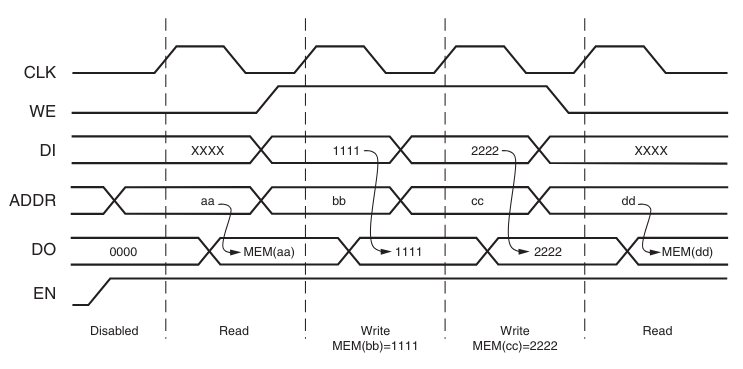 CLK
WE
DI XXXX 1111 2222 XXXX
ADDR aa bb cc dd
DO 0000 MEM(aa) 1111 2222 MEM(dd)
EN
Disabled Read Write Write Read
MEM(bb)=1111 MEM(cc)=2222